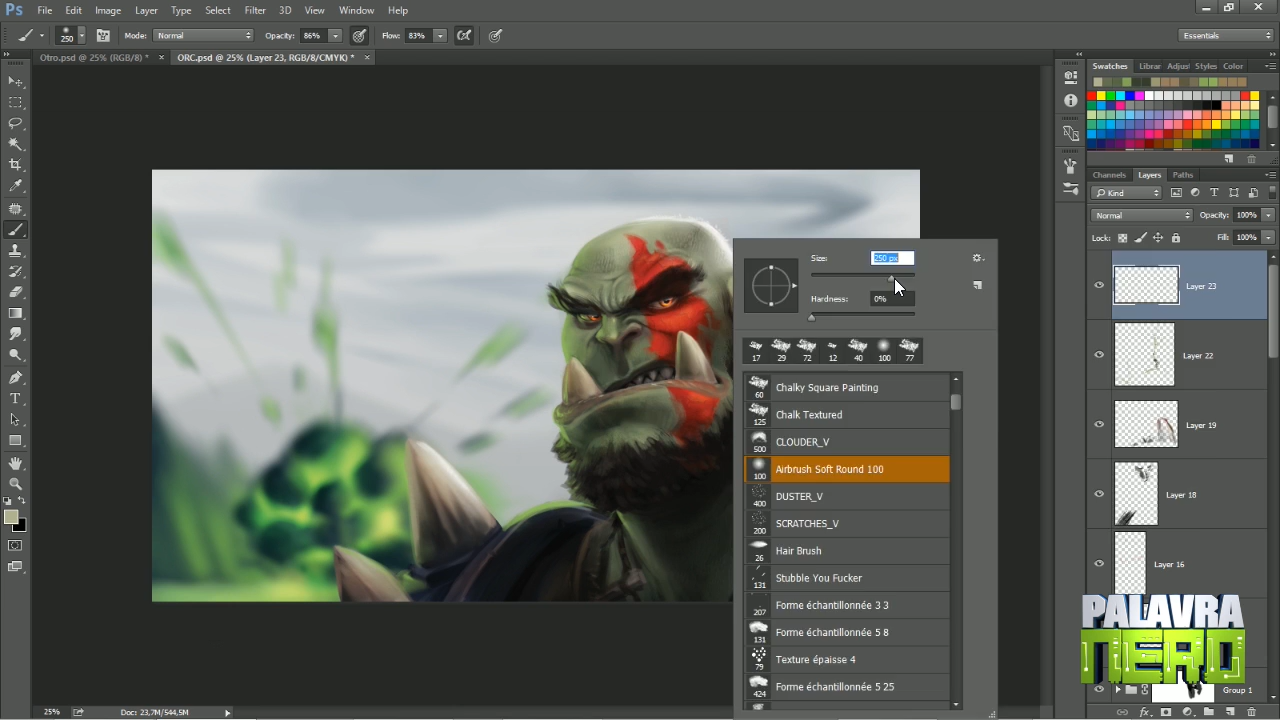 Ps File Edit Image Layer Type Select Filter 3D View Window Help
250 Mode: Normal Opacity: 86% Flow: 83% Essentials
Otro.psd @ 25% (RGB/8) * × ORC.psd @ 25% (Layer 23, RGB/8/CMYK) * ×
Swatches Librar Adjus Styles Color
Channels Layers Paths
Kind
Normal Opacity: 100%
Lock: Fill: 100%
Size: 250 px
Hardness: 0%
17 29 72 12 40 100 77
60 Chalky Square Painting
125 Chalk Textured
500 CLOUDER_V
100 Airbrush Soft Round 100
400 DUSTER_V
200 SCRATCHES_V
26 Hair Brush
131 Stubble You Fucker
207 Forme échantillonnée 3 3
131 Forme échantillonnée 5 8
79 Texture épaisse 4
424 Forme échantillonnée 5 25
Layer 23
Layer 22
Layer 19
Layer 18
Layer 16
PALAVRA
NERD
Group 1
25% Doc: 23,7M/544,5M